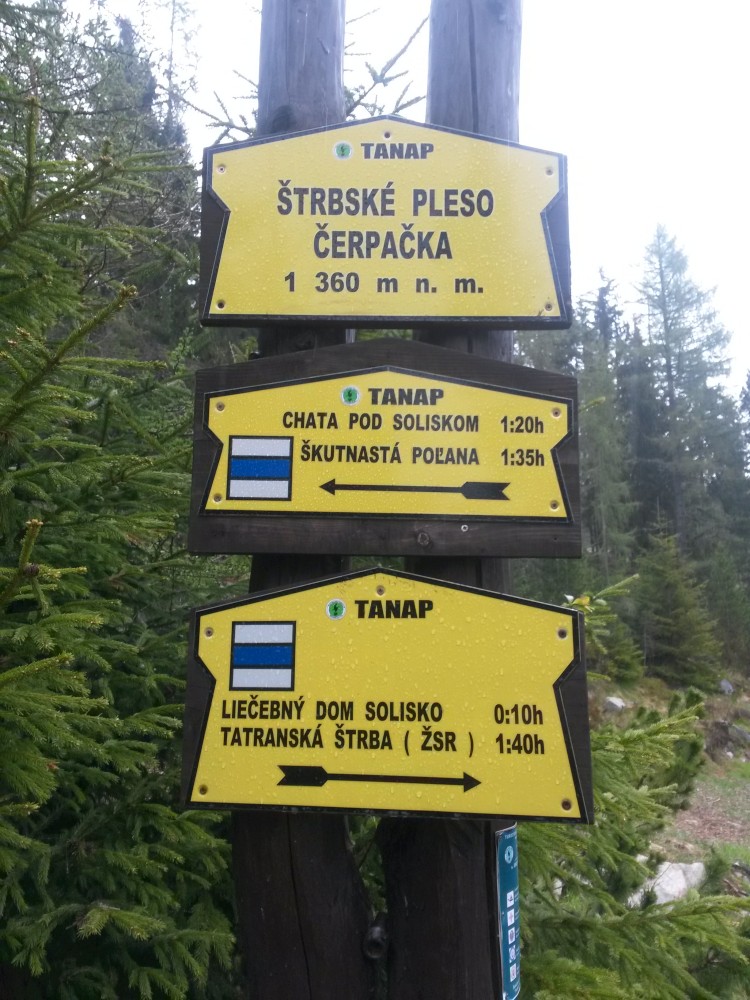 TANAP
ŠTRBSKÉ PLESO
ČERPAČKA
1 360 m n. m.
TANAP
CHATA POD SOLISKOM 1:20h
ŠKUTNASTÁ POĽANA 1:35h
TANAP
LIEČEBNÝ DOM SOLISKO 0:10h
TATRANSKÁ ŠTRBA ( ŽSR ) 1:40h